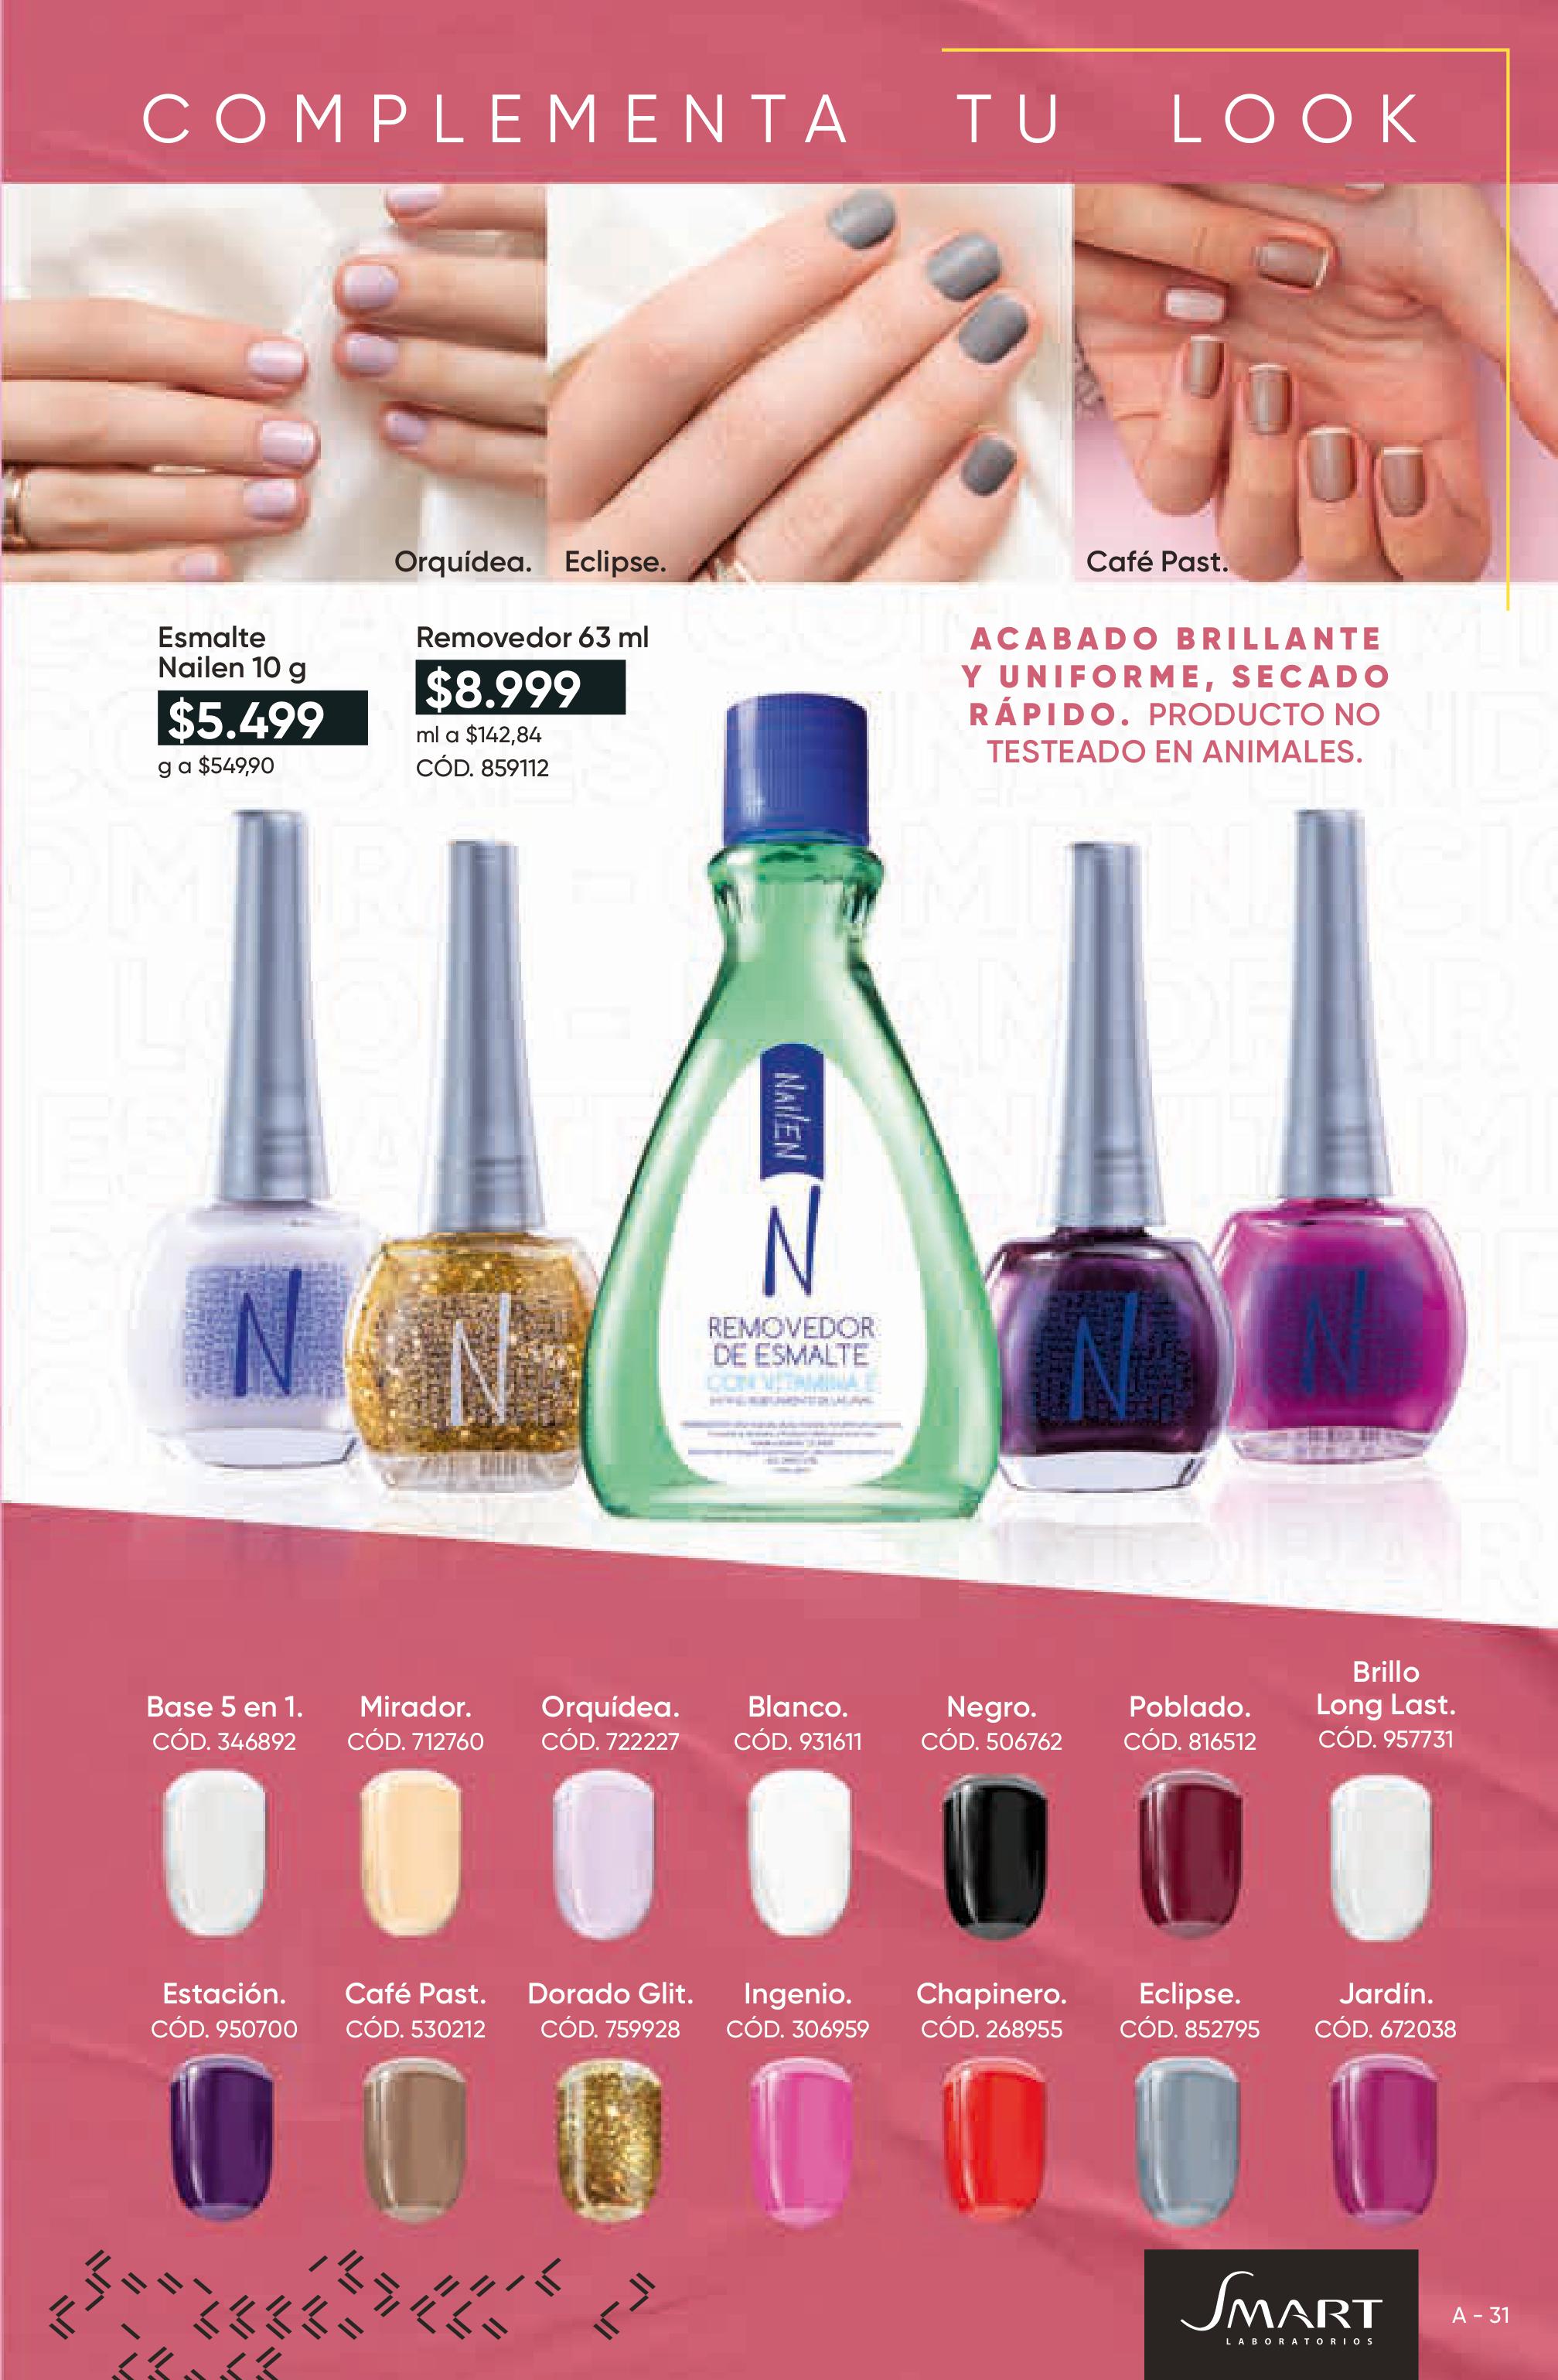 COMPLEMENTA TU LOOK
Orquídea.
Eclipse.
Café Past.
Esmalte
Nailen 10 g
$5.499
g a $549,90
Removedor 63 ml
$8.999
ml a $142,84
CÓD. 859112
ACABADO BRILLANTE
Y UNIFORME, SECADO
RÁPIDO. PRODUCTO NO
TESTEADO EN ANIMALES.
NAILEN
N
REMOVEDOR
DE ESMALTE
CON VITAMINA E
N
N
N
N
Base 5 en 1.
CÓD. 346892
Mirador.
CÓD. 712760
Orquídea.
CÓD. 722227
Blanco.
CÓD. 931611
Negro.
CÓD. 506762
Poblado.
CÓD. 816512
Brillo
Long Last.
CÓD. 957731
Estación.
CÓD. 950700
Café Past.
CÓD. 530212
Dorado Glit.
CÓD. 759928
Ingenio.
CÓD. 306959
Chapinero.
CÓD. 268955
Eclipse.
CÓD. 852795
Jardín.
CÓD. 672038
SMART
LABORATORIOS
A - 31